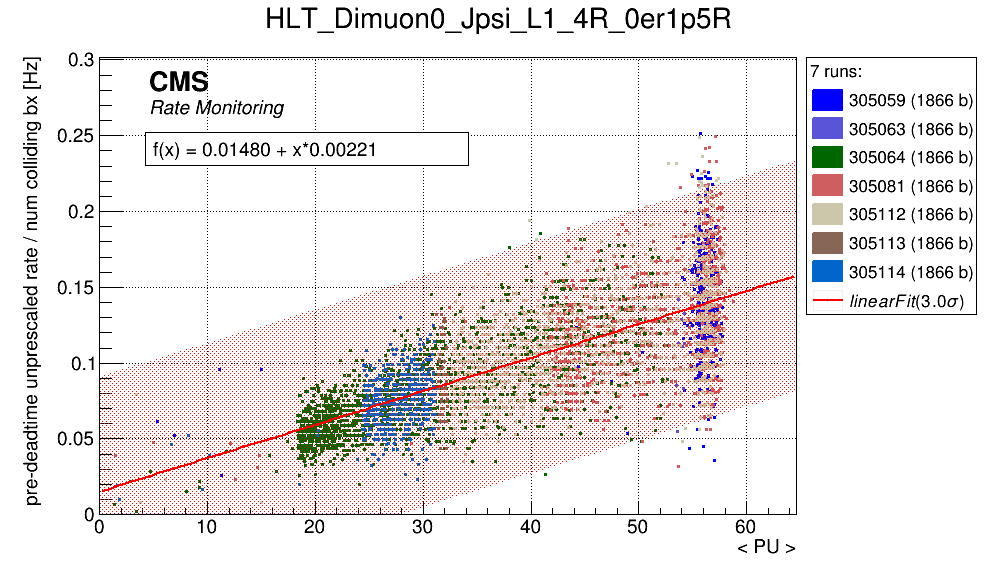 HLT_Dimuon0_Jpsi_L1_4R_0er1p5R
pre-deadtime unprescaled rate / num colliding bx [Hz]
0.3
0.25
0.2
0.15
0.1
0.05
0
CMS
Rate Monitoring
f(x) = 0.01480 + x*0.00221
0 10 20 30 40 50 60
< PU >
7 runs:
305059 (1866 b)
305063 (1866 b)
305064 (1866 b)
305081 (1866 b)
305112 (1866 b)
305113 (1866 b)
305114 (1866 b)
linearFit(3.0σ)